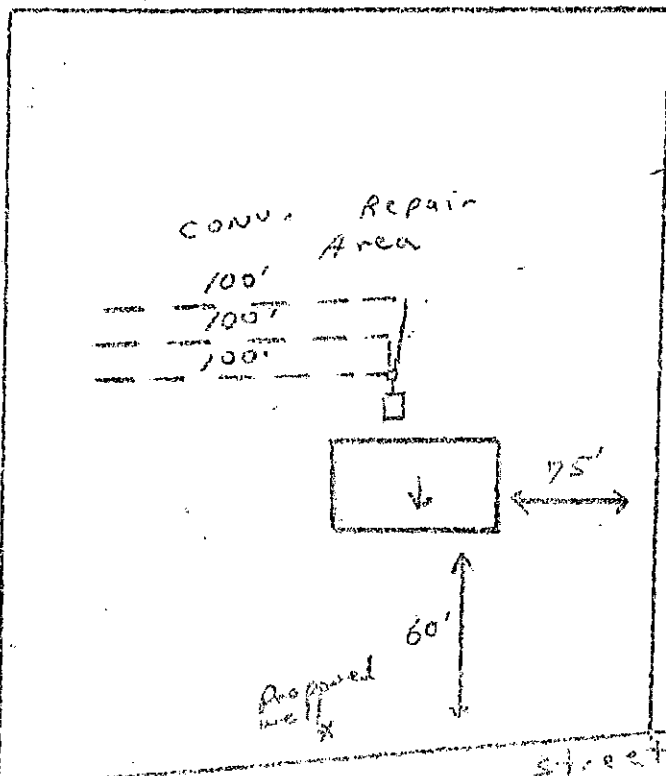 CONV. Repair
Area
100'
100'
100'
75'
60'
Proposed
well
x
street